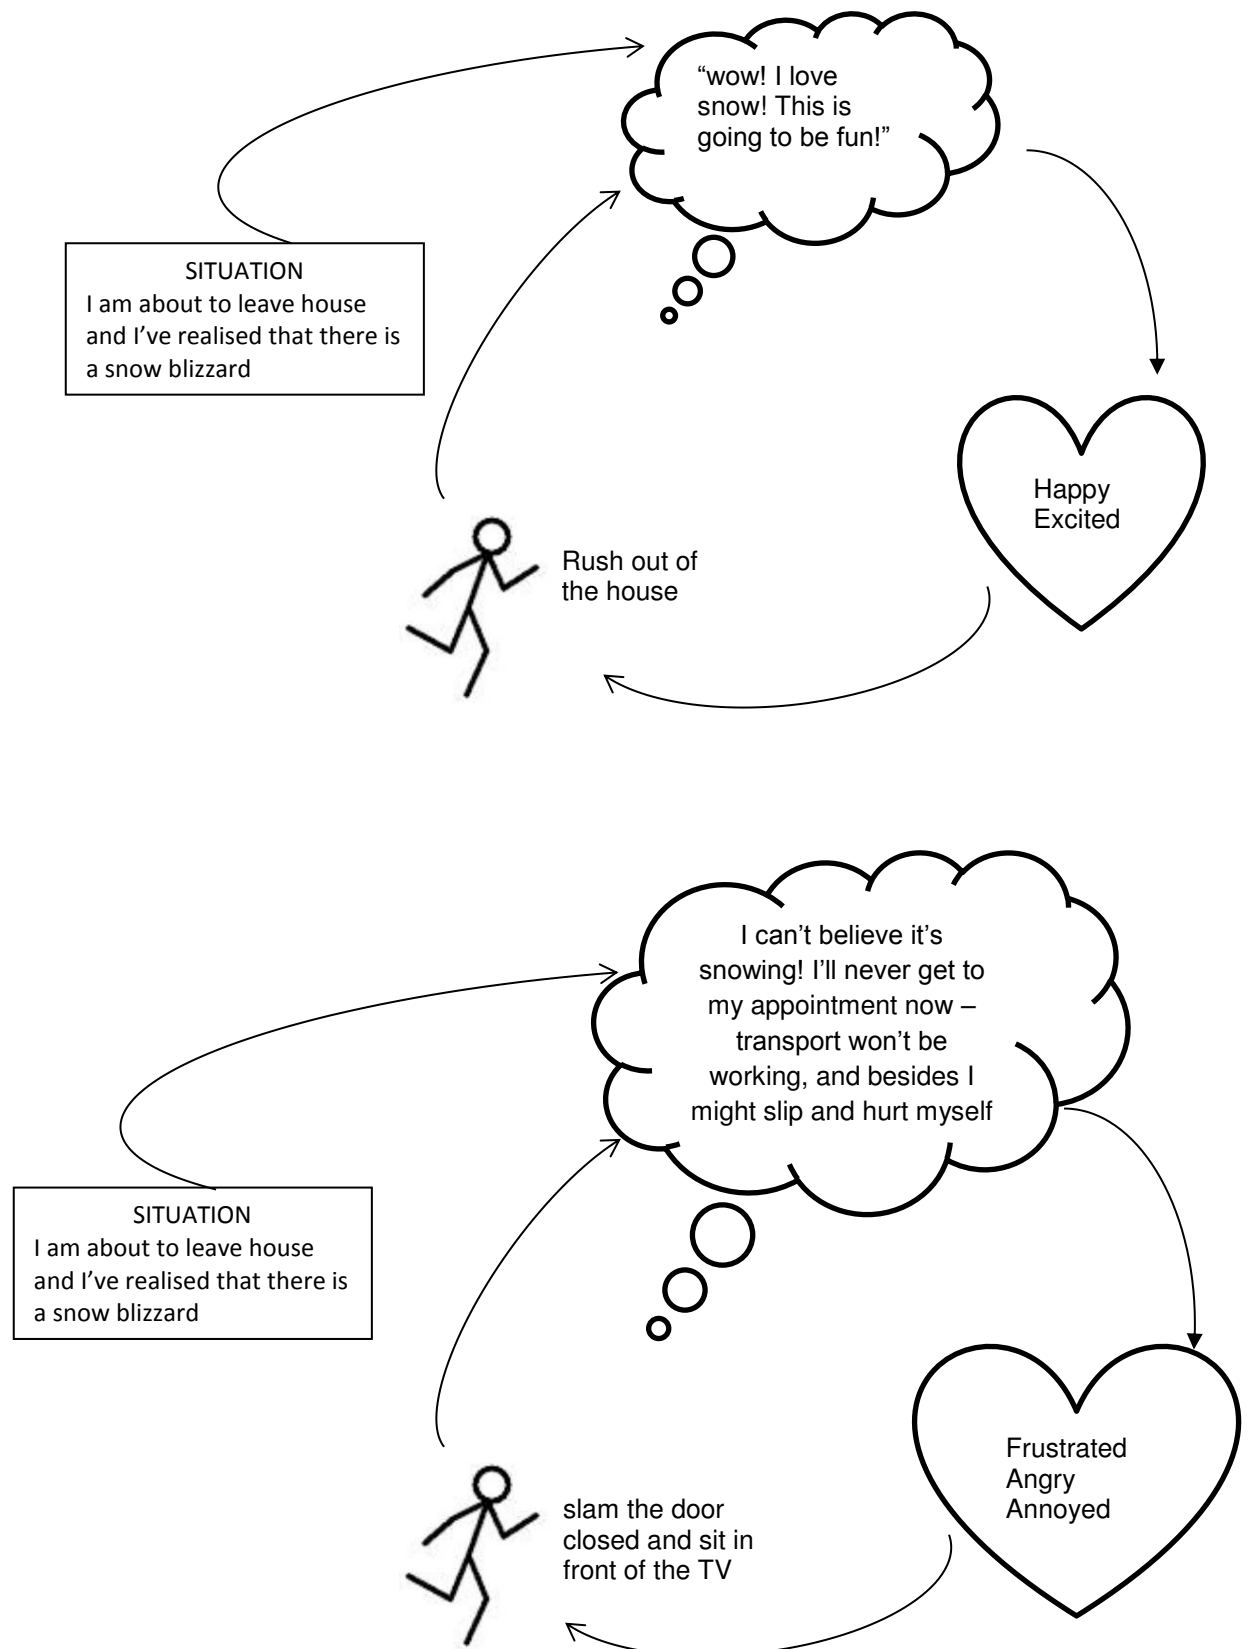 “wow! I love
snow! This is
going to be fun!”
SITUATION
I am about to leave house
and I’ve realised that there is
a snow blizzard
Happy
Excited
Rush out of
the house
I can’t believe it’s
snowing! I’ll never get to
my appointment now –
transport won’t be
working, and besides I
might slip and hurt myself
SITUATION
I am about to leave house
and I’ve realised that there is
a snow blizzard
Frustrated
Angry
Annoyed
slam the door
closed and sit in
front of the TV